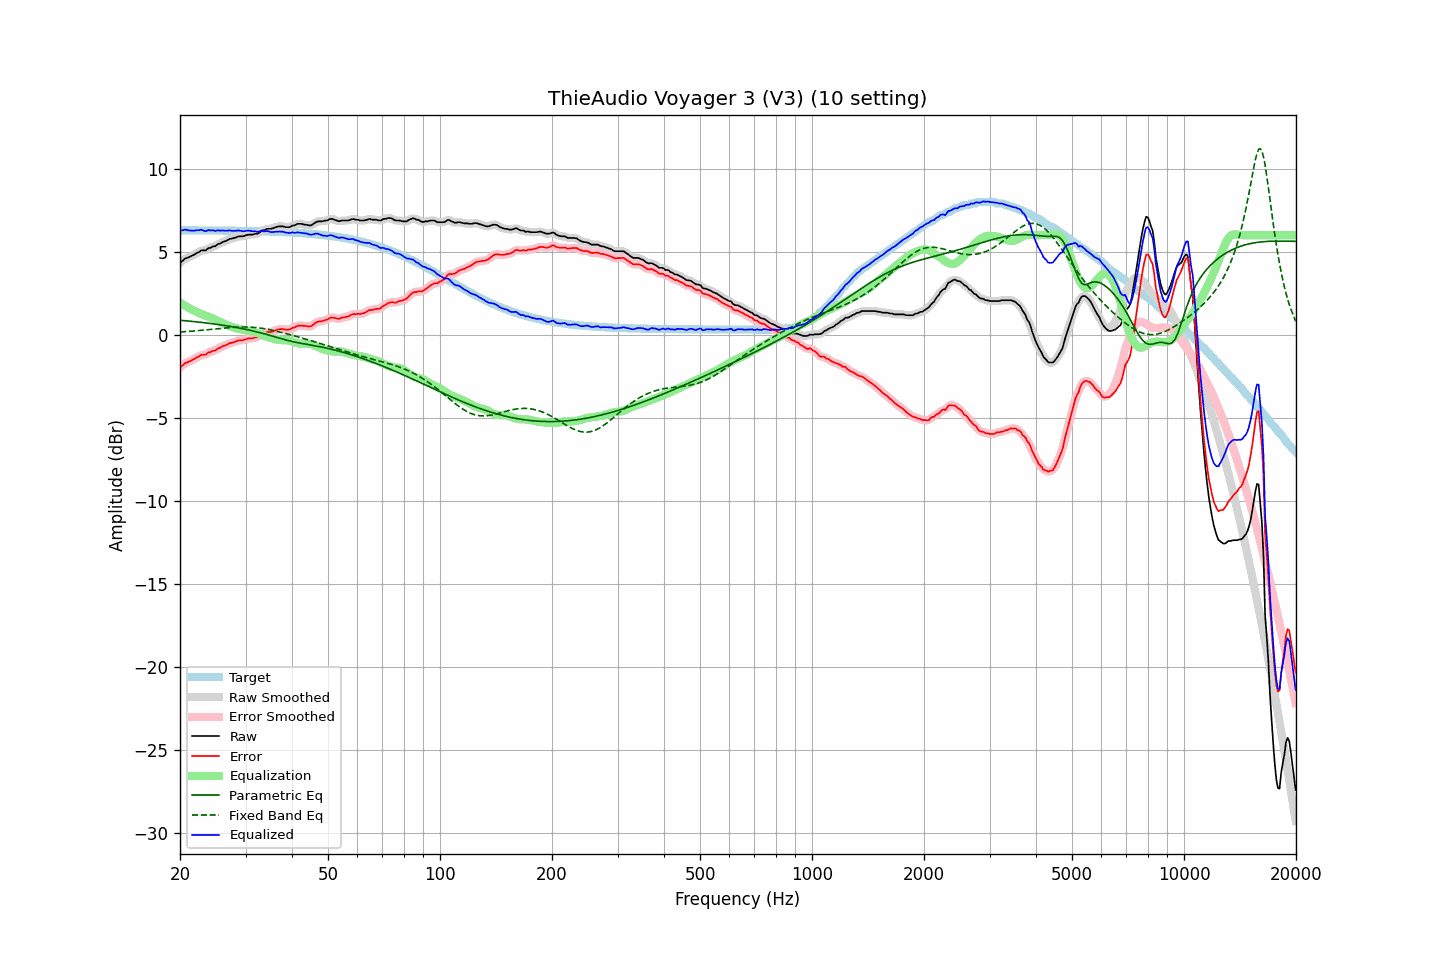 ThieAudio Voyager 3 (V3) (10 setting)
10
5
0
−5
−10
−15
−20
−25
−30
Amplitude (dBr)
Target
Raw Smoothed
Error Smoothed
Raw
Error
Equalization
Parametric Eq
Fixed Band Eq
Equalized
20 50 100 200 500 1000 2000 5000 10000 20000
Frequency (Hz)